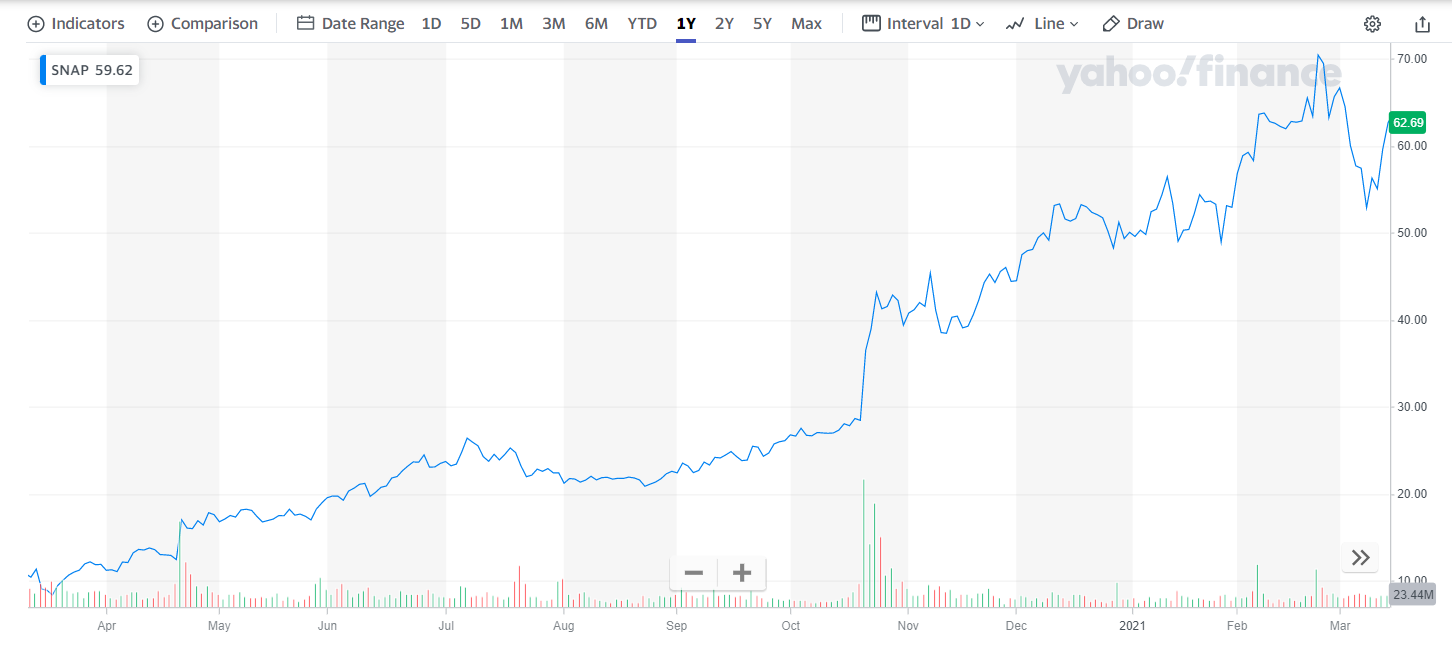 Indicators Comparison Date Range 1D 5D 1M 3M 6M YTD 1Y 2Y 5Y Max Interval 1D Line Draw
SNAP 59.62
yahoo!finance
70.00
62.69
60.00
50.00
40.00
30.00
20.00
10.00
23.44M
Apr May Jun Jul Aug Sep Oct Nov Dec 2021 Feb Mar